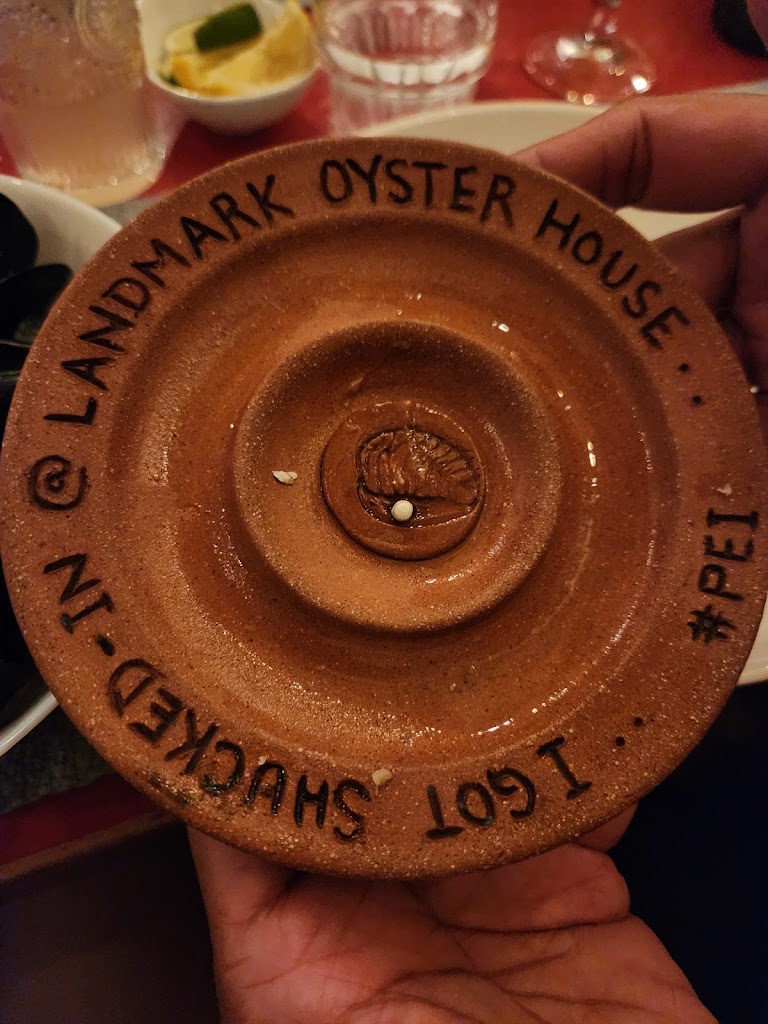 I GOT SHUCKED-IN @ LANDMARK OYSTER HOUSE..
#PEI ..